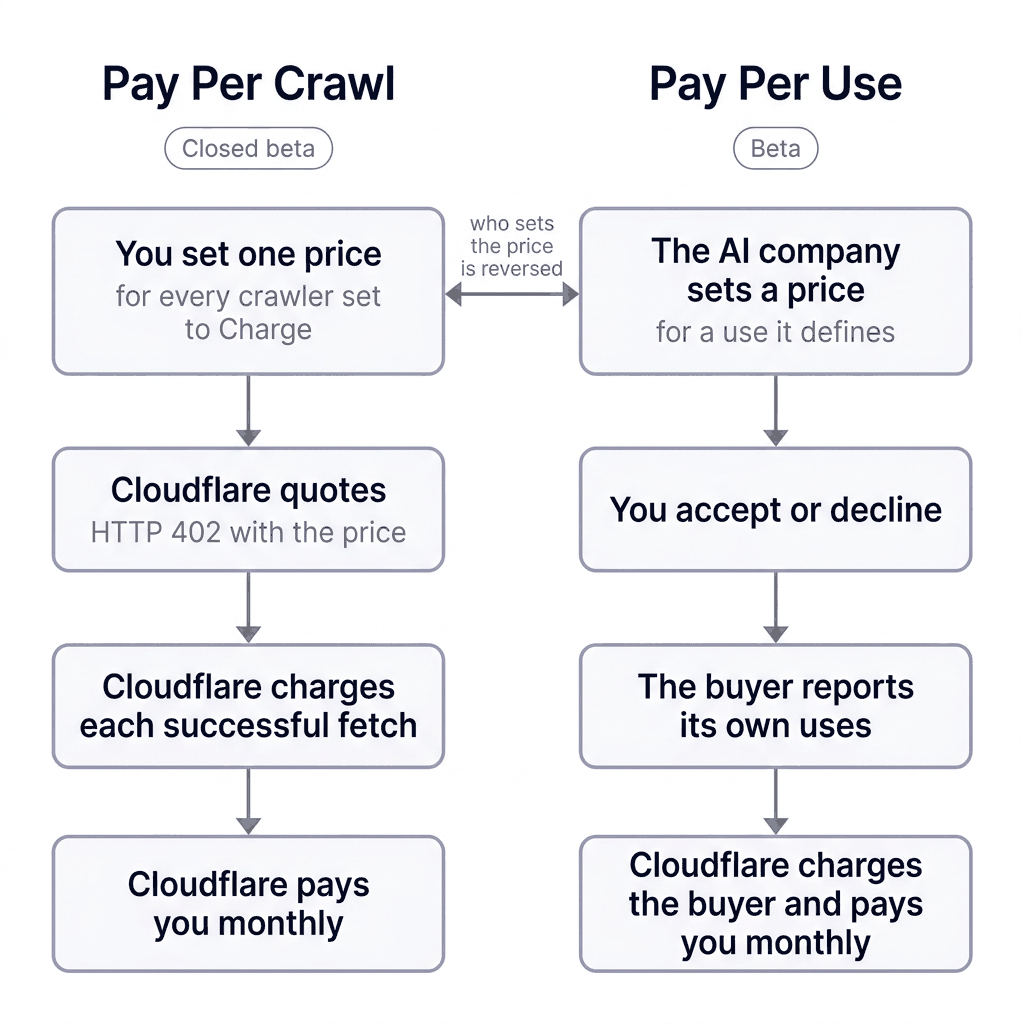 Pay Per Crawl
Closed beta
You set one price
for every crawler set
to Charge
Cloudflare quotes
HTTP 402 with the price
Cloudflare charges
each successful fetch
Cloudflare pays
you monthly
who sets
the price
is reversed
Pay Per Use
Beta
The AI company
sets a price
for a use it defines
You accept or decline
The buyer reports
its own uses
Cloudflare charges
the buyer and pays
you monthly